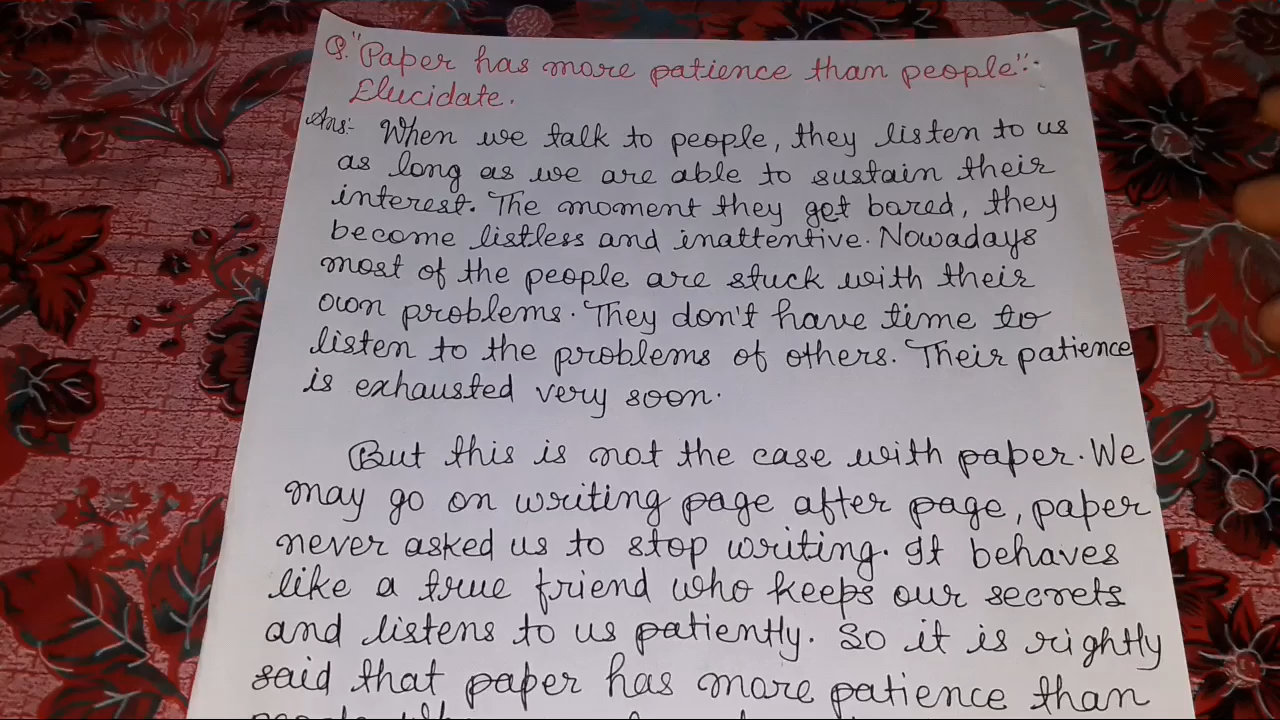 Q. "Paper has more patience than people":-
Elucidate.
Ans:- When we talk to people, they listen to us
as long as we are able to sustain their
interest. The moment they get bored, they
become listless and inattentive. Nowadays
most of the people are stuck with their
own problems. They don't have time to
listen to the problems of others. Their patience
is exhausted very soon.
But this is not the case with paper. We
may go on writing page after page, paper
never asked us to stop writing. It behaves
like a true friend who keeps our secrets
and listens to us patiently. So it is rightly
said that paper has more patience than
people